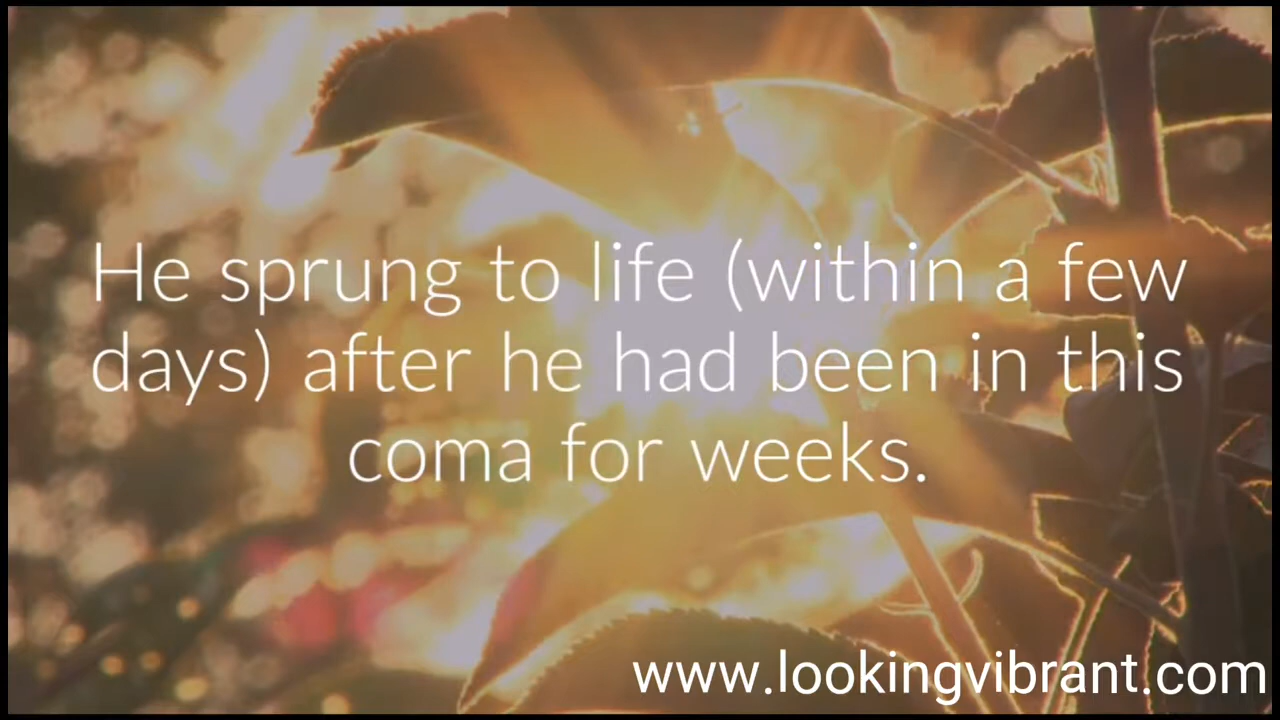 He sprung to life (within a few
days) after he had been in this
coma for weeks.
www.lookingvibrant.com